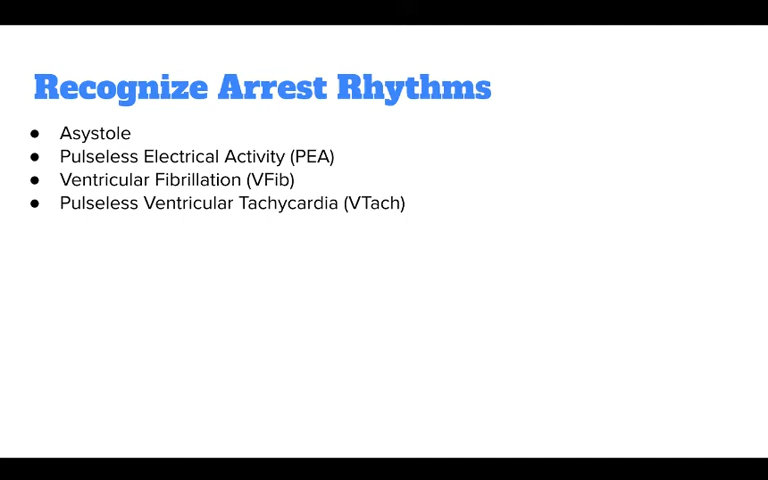 Recognize Arrest Rhythms
● Asystole
● Pulseless Electrical Activity (PEA)
● Ventricular Fibrillation (VFib)
● Pulseless Ventricular Tachycardia (VTach)